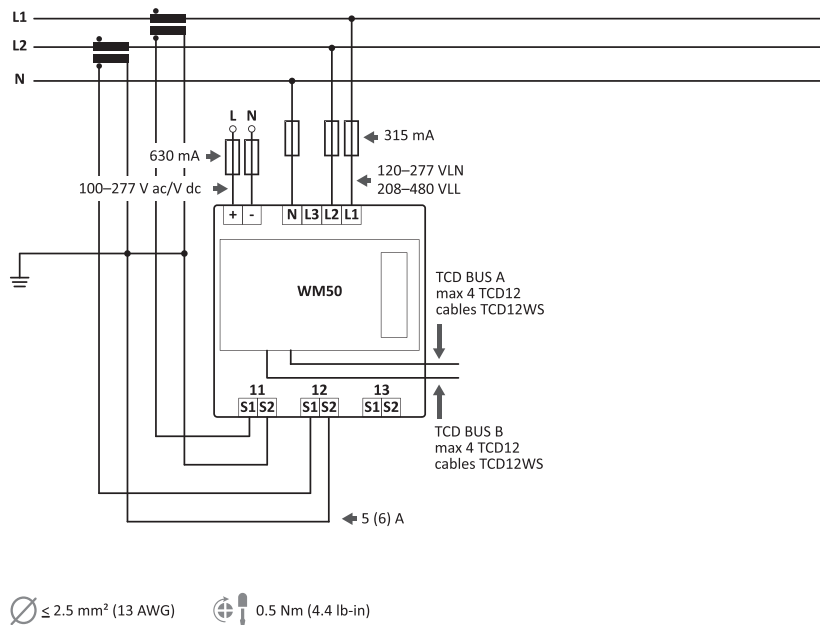 L1
L2
N
L N
630 mA
315 mA
100–277 V ac/V dc
120–277 VLN
208–480 VLL
+ - N L3 L2 L1
WM50
TCD BUS A
max 4 TCD12
cables TCD12WS
11 12 13
S1 S2 S1 S2 S1 S2
TCD BUS B
max 4 TCD12
cables TCD12WS
5 (6) A
≤ 2.5 mm² (13 AWG)
0.5 Nm (4.4 lb-in)